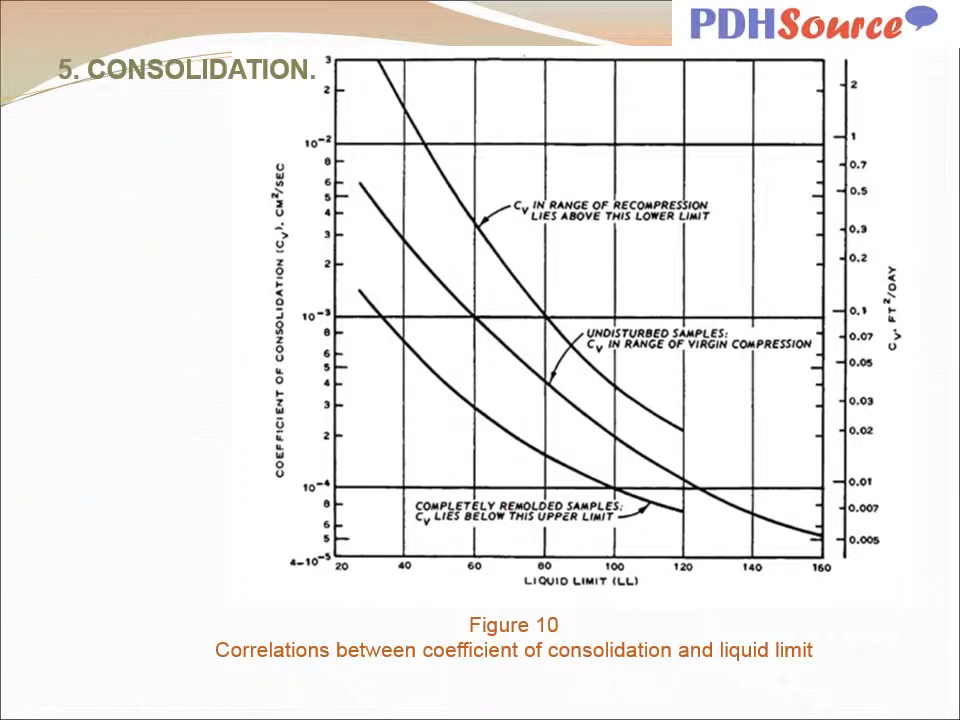 PDHSource
5. CONSOLIDATION.
3
2
10-2
8
6
5
4
3
2
10-3
8
6
5
4
3
2
10-4
8
6
5
4-10-5
COEFFICIENT OF CONSOLIDATION (Cv), CM2/SEC
Cv IN RANGE OF RECOMPRESSION
LIES ABOVE THIS LOWER LIMIT
UNDISTURBED SAMPLES:
Cv IN RANGE OF VIRGIN COMPRESSION
COMPLETELY REMOLDED SAMPLES:
Cv LIES BELOW THIS UPPER LIMIT
2
1
0.7
0.5
0.3
0.2
0.1
0.07
0.05
0.03
0.02
0.01
0.007
0.005
Cv, FT2/DAY
20 40 60 80 100 120 140 160
LIQUID LIMIT (LL)
Figure 10
Correlations between coefficient of consolidation and liquid limit